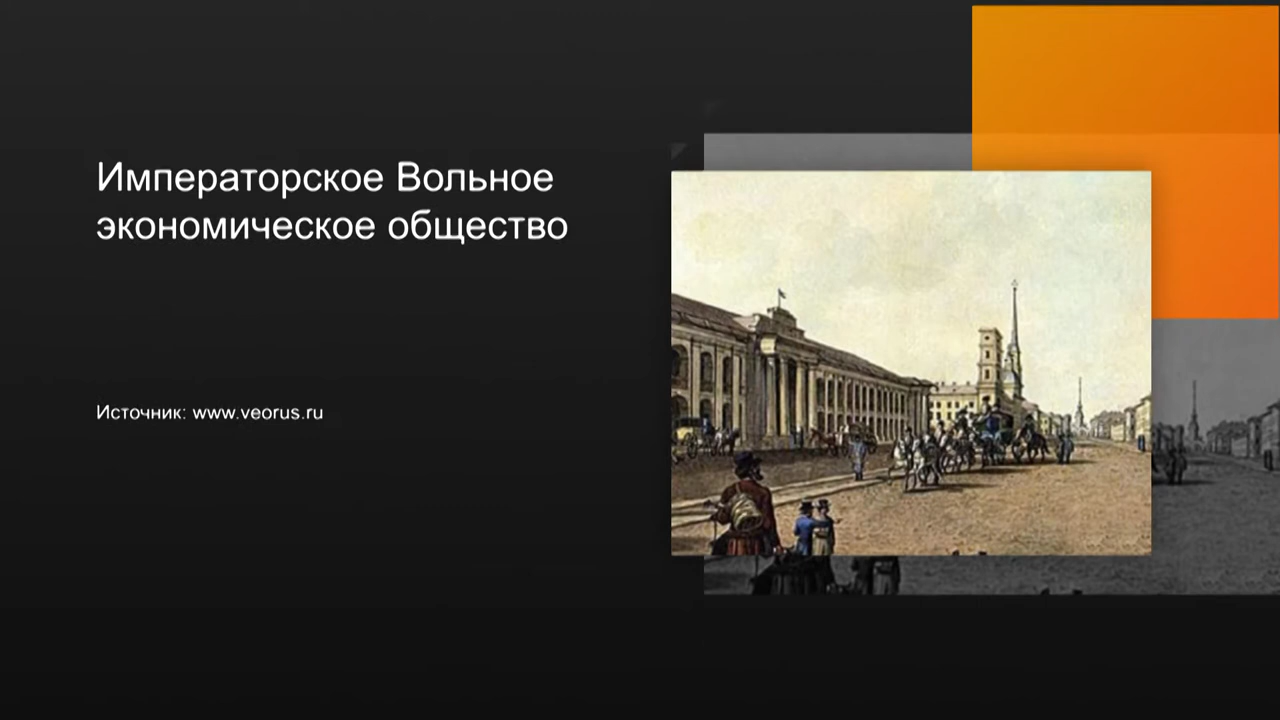 Императорское Вольное
экономическое общество
Источник: www.veorus.ru